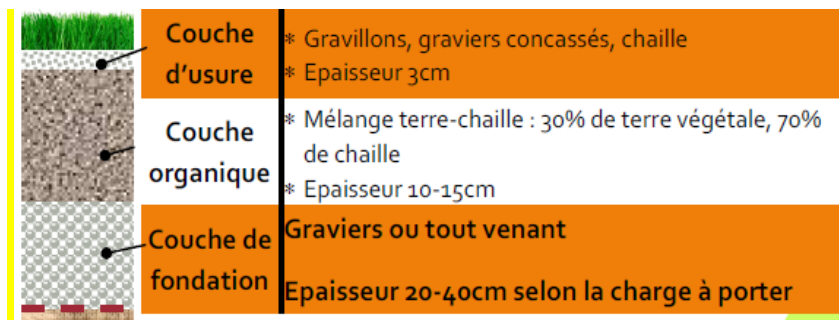 Couche
d'usure
* Gravillons, graviers concassés, chaille
* Epaisseur 3cm
Couche
organique
* Mélange terre-chaille : 30% de terre végétale, 70%
de chaille
* Epaisseur 10-15cm
Couche de
fondation
Graviers ou tout venant
Epaisseur 20-40cm selon la charge à porter